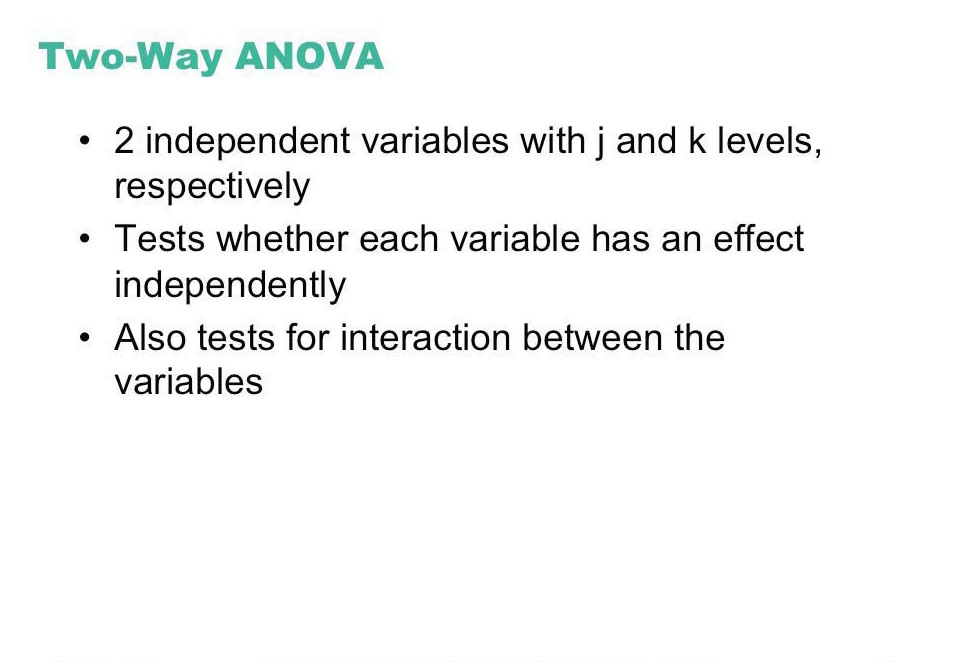 Two-Way ANOVA
• 2 independent variables with j and k levels,
respectively
• Tests whether each variable has an effect
independently
• Also tests for interaction between the
variables